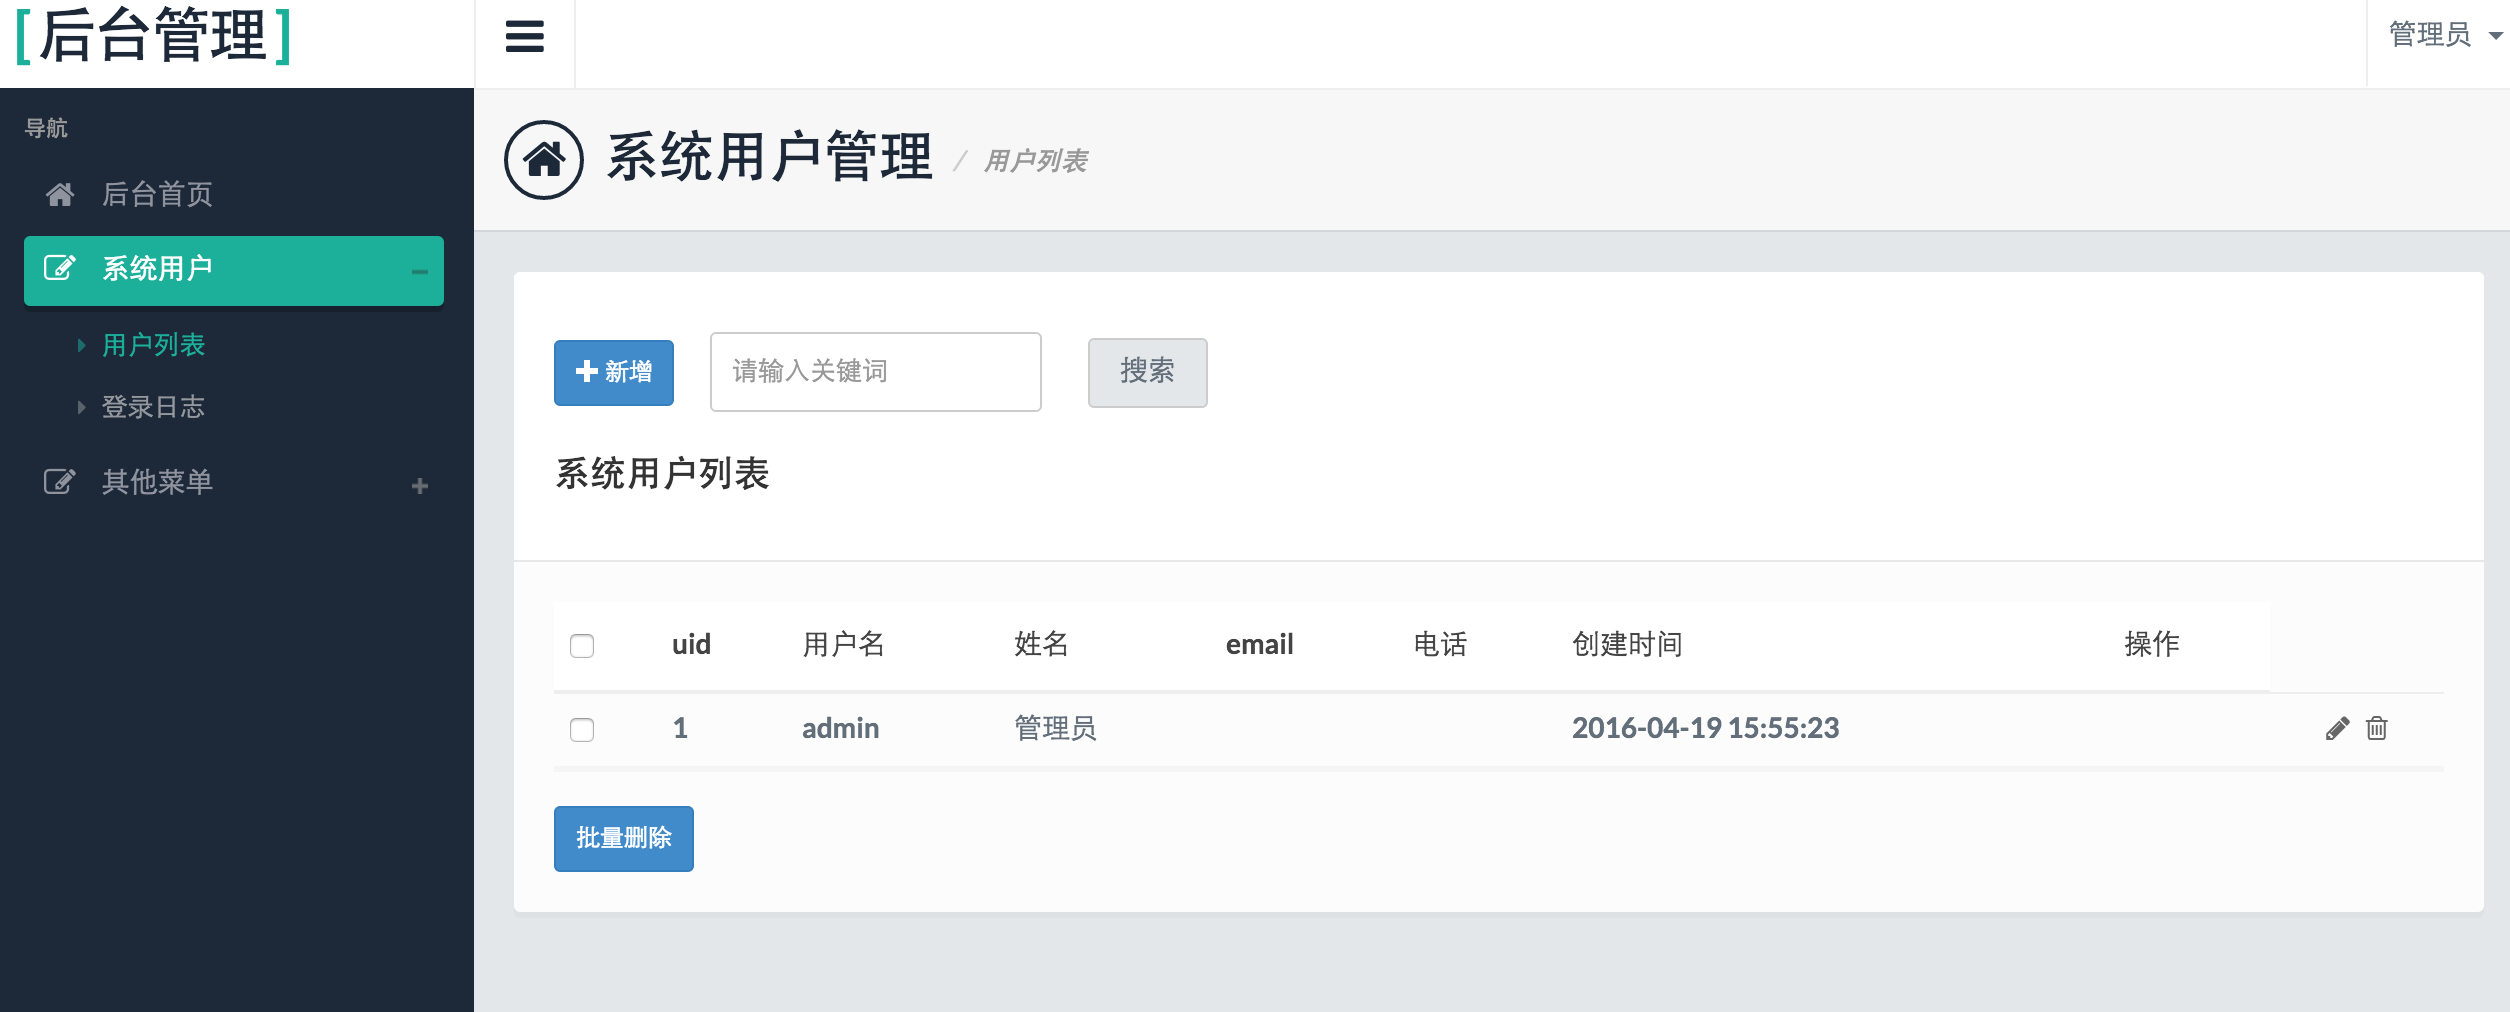 [后台管理]
管理员
导航
后台首页
系统用户
用户列表
登录日志
其他菜单
系统用户管理 / 用户列表
新增
请输入关键词
搜索
系统用户列表
uid 用户名 姓名 email 电话 创建时间 操作
1 admin 管理员 2016-04-19 15:55:23
批量删除